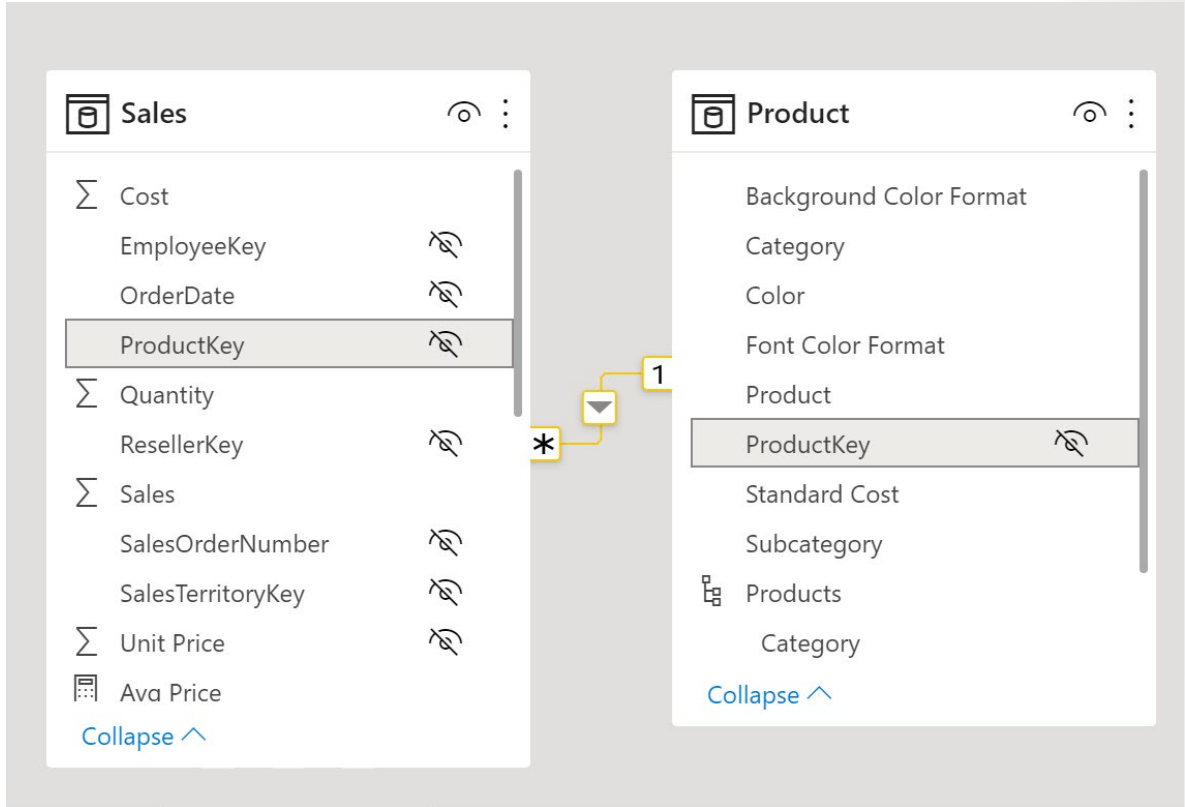 Sales
Cost
EmployeeKey
OrderDate
ProductKey
Quantity
ResellerKey
Sales
SalesOrderNumber
SalesTerritoryKey
Unit Price
Avg Price
Collapse
*
1
Product
Background Color Format
Category
Color
Font Color Format
Product
ProductKey
Standard Cost
Subcategory
Products
Category
Collapse